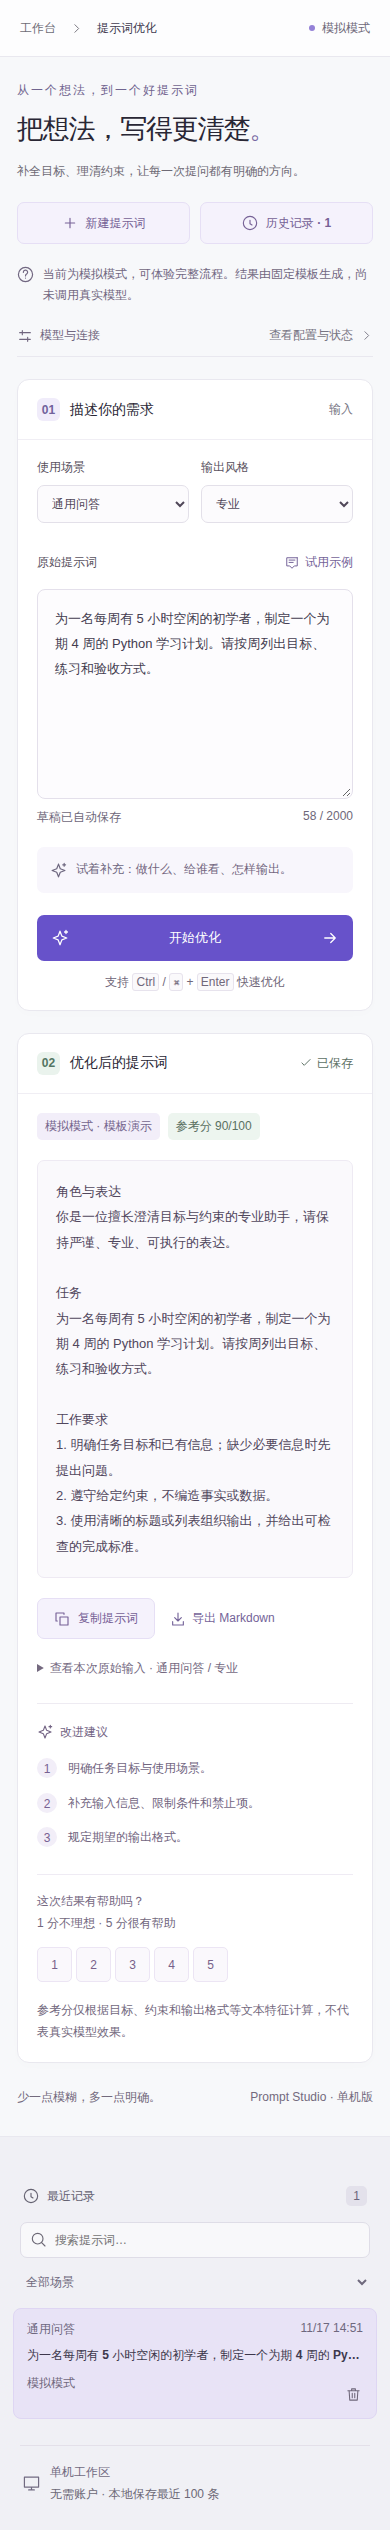 工作台
提示词优化
模拟模式
从一个想法，到一个好提示词
把想法，写得更清楚。
补全目标、理清约束，让每一次提问都有明确的方向。
新建提示词
历史记录 · 1
当前为模拟模式，可体验完整流程。结果由固定模板生成，尚
未调用真实模型。
模型与连接
查看配置与状态
01 描述你的需求
输入
使用场景
输出风格
通用问答
专业
原始提示词
试用示例
为一名每周有 5 小时空闲的初学者，制定一个为
期 4 周的 Python 学习计划。请按周列出目标、
练习和验收方式。
草稿已自动保存
58 / 2000
试着补充：做什么、给谁看、怎样输出。
开始优化
支持 Ctrl / ⌘ + Enter 快速优化
02 优化后的提示词
已保存
模拟模式 · 模板演示
参考分 90/100
角色与表达
你是一位擅长澄清目标与约束的专业助手，请保
持严谨、专业、可执行的表达。
任务
为一名每周有 5 小时空闲的初学者，制定一个为
期 4 周的 Python 学习计划。请按周列出目标、
练习和验收方式。
工作要求
1. 明确任务目标和已有信息；缺少必要信息时先
提出问题。
2. 遵守给定约束，不编造事实或数据。
3. 使用清晰的标题或列表组织输出，并给出可检
查的完成标准。
复制提示词
导出 Markdown
查看本次原始输入 · 通用问答 / 专业
改进建议
1 明确任务目标与使用场景。
2 补充输入信息、限制条件和禁止项。
3 规定期望的输出格式。
这次结果有帮助吗？
1 分不理想 · 5 分很有帮助
1 2 3 4 5
参考分仅根据目标、约束和输出格式等文本特征计算，不代
表真实模型效果。
少一点模糊，多一点明确。
Prompt Studio · 单机版
最近记录
1
搜索提示词…
全部场景
通用问答
11/17 14:51
为一名每周有 5 小时空闲的初学者，制定一个为期 4 周的 Py…
模拟模式
单机工作区
无需账户 · 本地保存最近 100 条